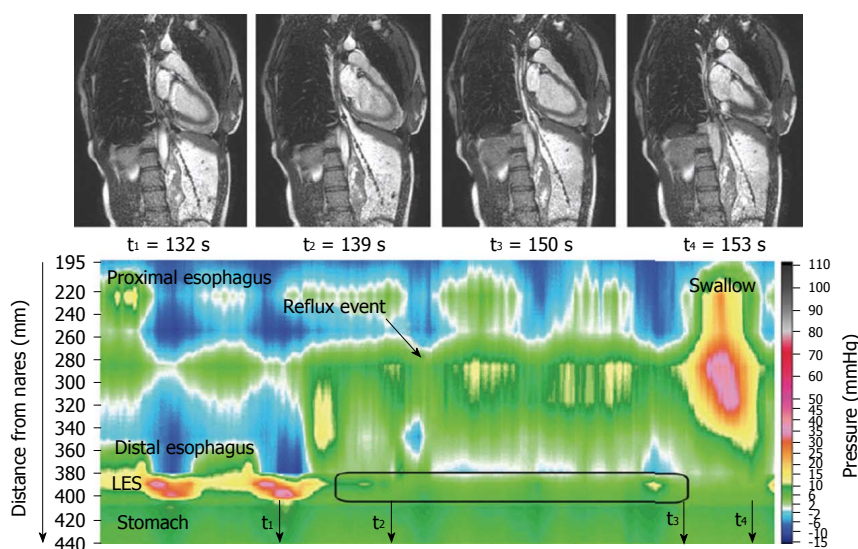 t1 = 132 s
t2 = 139 s
t3 = 150 s
t4 = 153 s
Distance from nares (mm)
195
220
260
280
300
320
350
380
400
420
440
Proximal esophagus
Reflux event
Swallow
Distal esophagus
LES
Stomach
t1
t2
t3
t4
110
100
90
80
70
60
50
45
40
35
30
25
20
15
10
6
2
-2
-6
-10
-15
Pressure (mmHg)